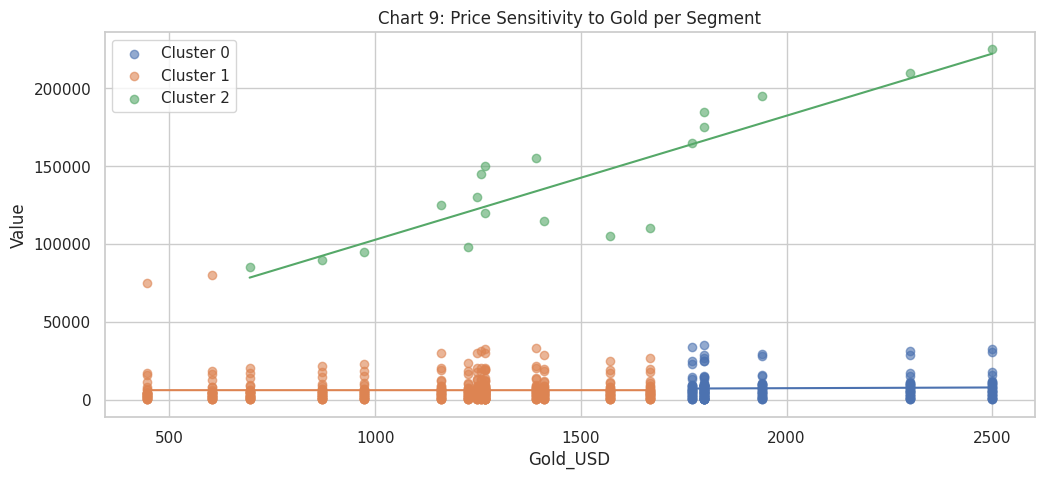 Chart 9: Price Sensitivity to Gold per Segment
Cluster 0
Cluster 1
Cluster 2
Value
200000
150000
100000
50000
0
500
1000
1500
2000
2500
Gold_USD